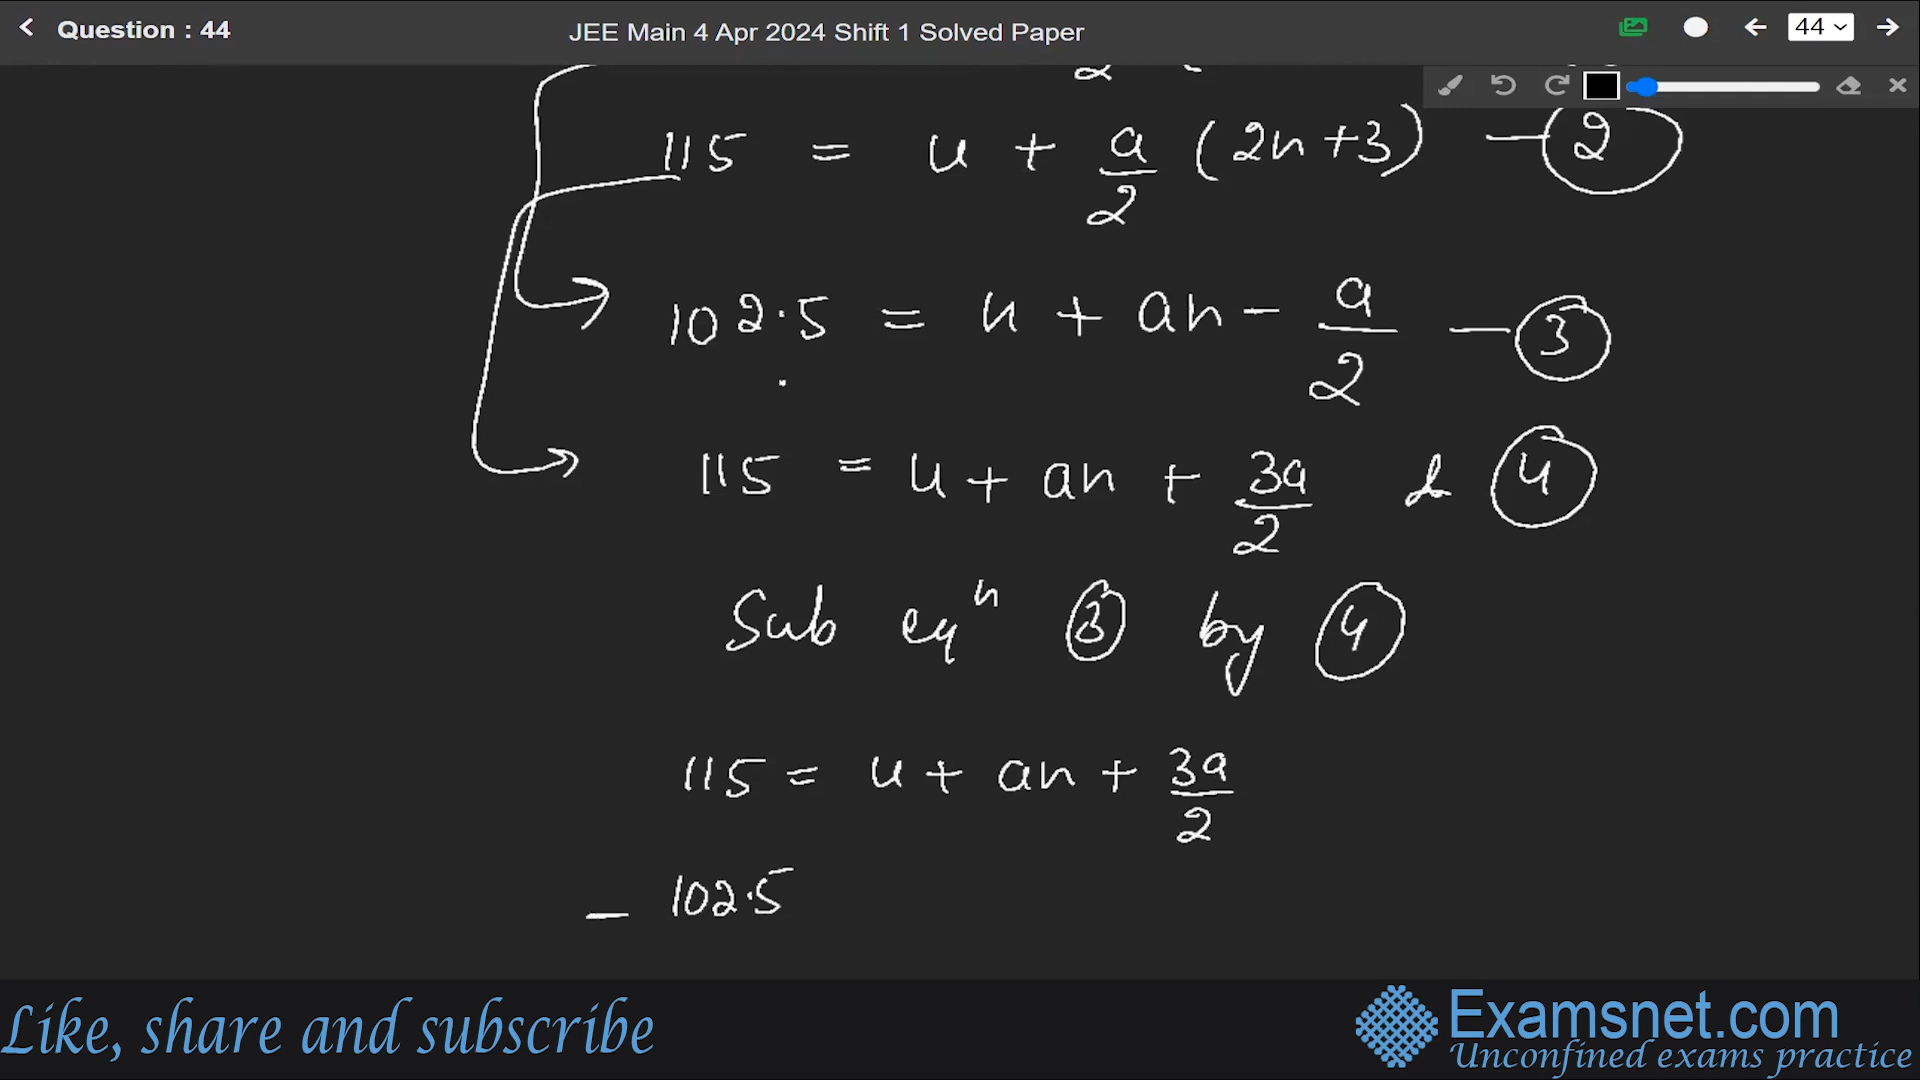 Question : 44
JEE Main 4 Apr 2024 Shift 1 Solved Paper
44
2
115 = u + a/2 (2n+3) — 2
102.5 = u + an - a/2 — 3
115 = u + an + 3a/2 & 4
Sub eqⁿ 3 by 4
115 = u + an + 3a/2
- 102.5
Like, share and subscribe
Examsnet.com
Unconfined exams practice